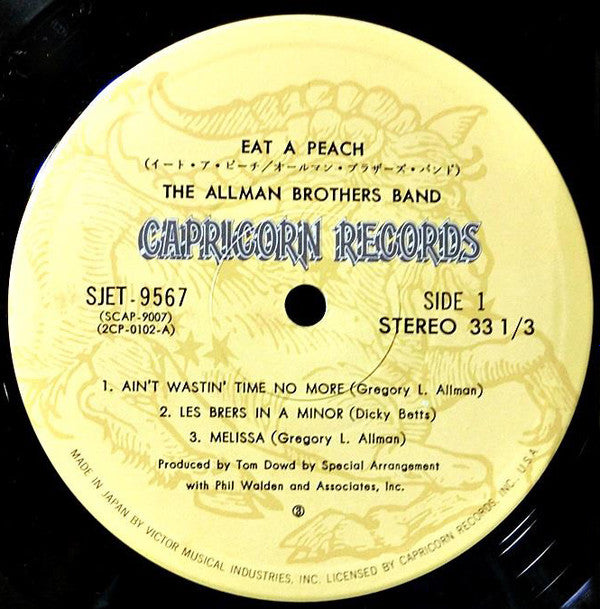 EAT A PEACH
(イート・ア・ピーチ/オールマン・ブラザーズ・バンド)
THE ALLMAN BROTHERS BAND
CAPRICORN RECORDS
SJET-9567
(SCAP-9007)
(2CP-0102-A)
SIDE 1
STEREO 33 1/3
1. AIN'T WASTIN' TIME NO MORE (Gregory L. Allman)
2. LES BRERS IN A MINOR (Dicky Betts)
3. MELISSA (Gregory L. Allman)
Produced by Tom Dowd by Special Arrangement
with Phil Walden and Associates, Inc.
MADE IN JAPAN BY VICTOR MUSICAL INDUSTRIES, INC. LICENSED BY CAPRICORN RECORDS, INC. U.S.A.